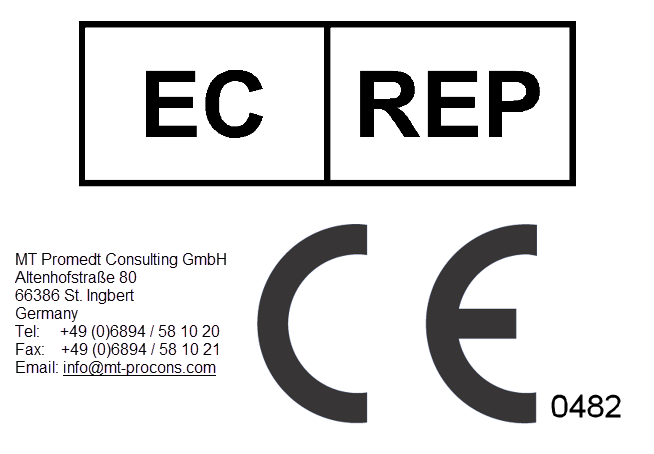 EC REP
MT Promedt Consulting GmbH
Altenhofstraße 80
66386 St. Ingbert
Germany
Tel: +49 (0)6894 / 58 10 20
Fax: +49 (0)6894 / 58 10 21
Email: info@mt-procons.com
CE 0482